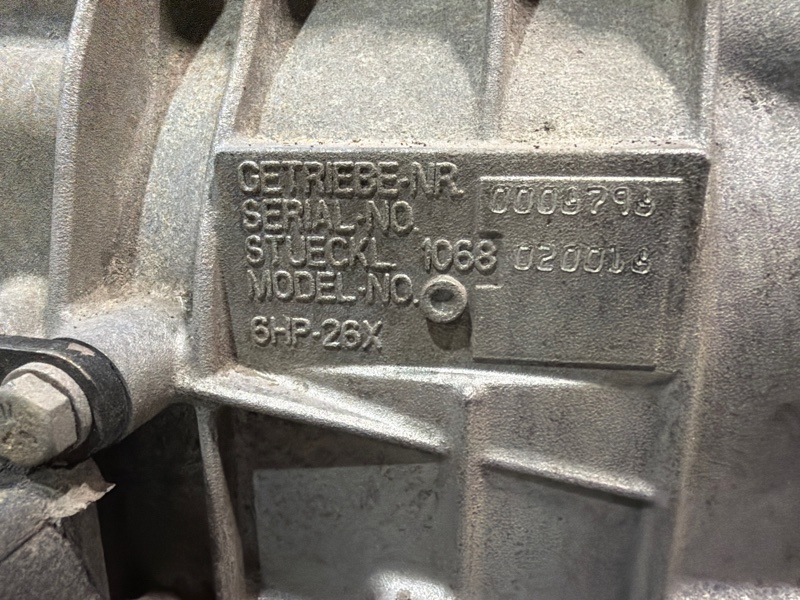 GETRIEBE-NR.
SERIAL-NO.
STUECKL. 1068
MODEL-NO.
6HP-26X